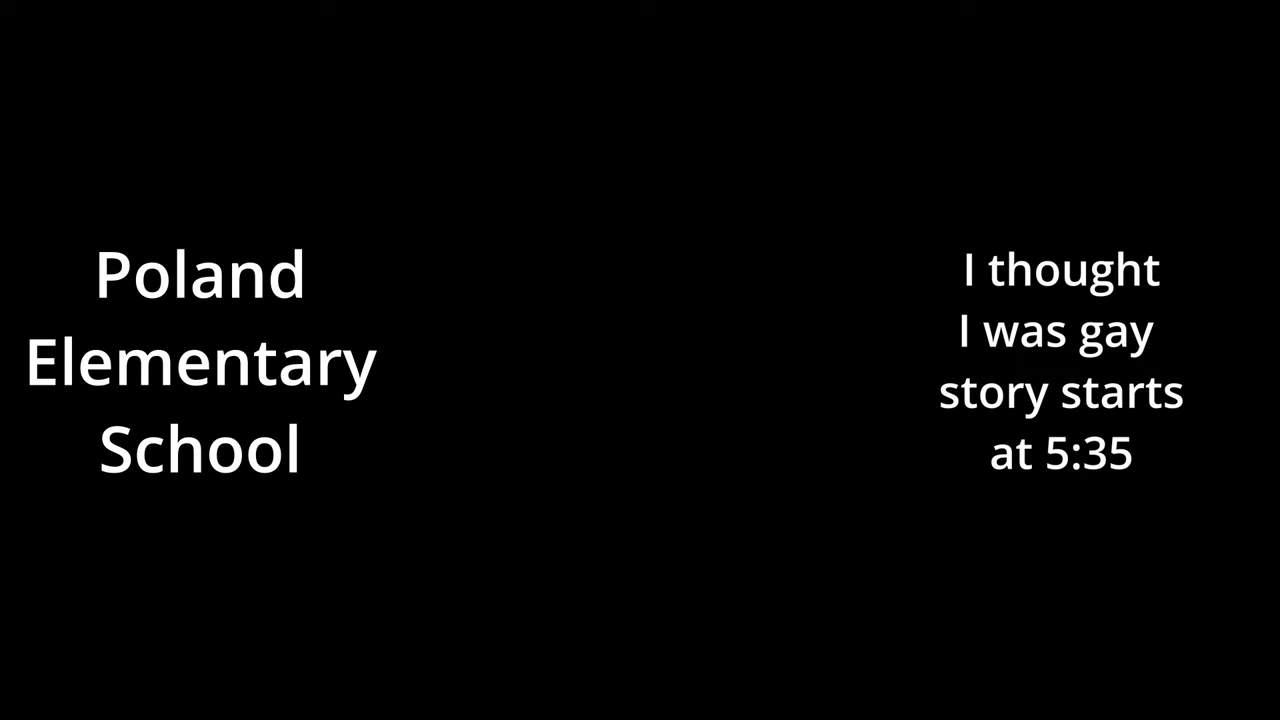 Poland
Elementary
School
I thought
I was gay
story starts
at 5:35